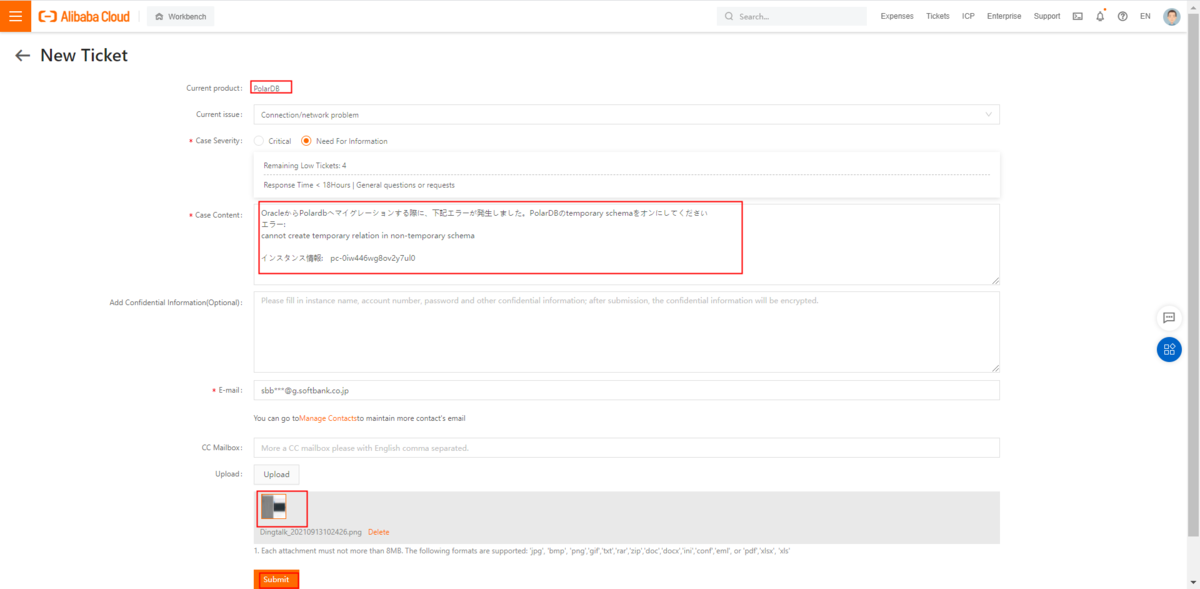 Alibaba Cloud
Workbench
Search...
Expenses Tickets ICP Enterprise Support EN
New Ticket
Current product: PolarDB
Current issue: Connection/network problem
* Case Severity: Critical Need For Information
Remaining Low Tickets: 4
Response Time < 18Hours | General questions or requests
* Case Content: OracleからPolardbへマイグレーションする際に、下記エラーが発生しました。PolarDBのtemporary schemaをオンにしてください
エラー:
cannot create temporary relation in non-temporary schema
インスタンス情報: pc-0iw446wg8ov2y7ul0
Add Confidential Information(Optional): Please fill in instance name, account number, password and other confidential information; after submission, the confidential information will be encrypted.
* E-mail: sbb***@g.softbank.co.jp
You can go toManage Contactsto maintain more contact's email
CC Mailbox: More a CC mailbox please with English comma separated.
Upload: Upload
Dingtalk_20210913102426.png Delete
1. Each attachment must not more than 8MB. The following formats are supported: 'jpg', 'bmp', 'png','gif','txt','rar','zip','doc','docx','ini','conf','eml', or 'pdf','xlsx', 'xls'
Submit